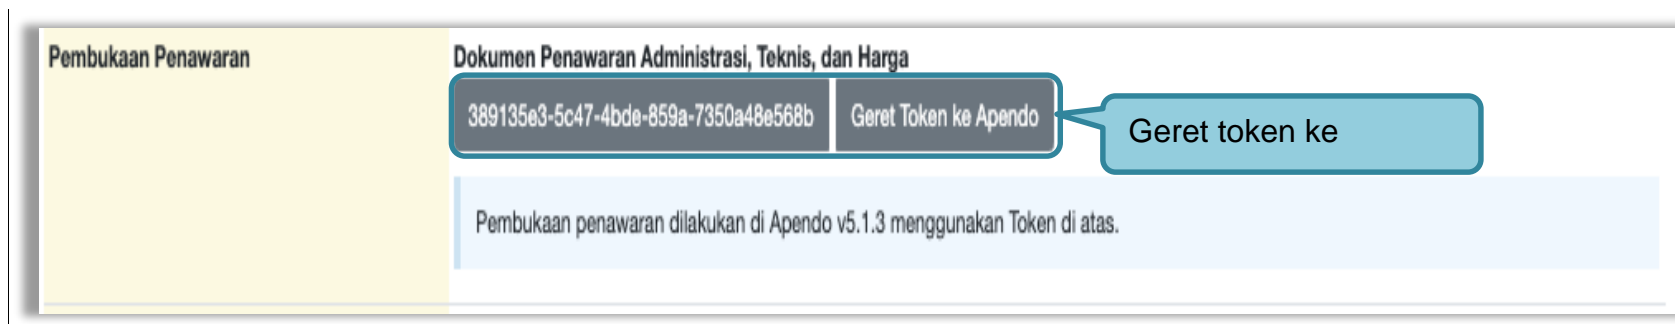 Pembukaan Penawaran
Dokumen Penawaran Administrasi, Teknis, dan Harga
389135e3-5c47-4bde-859a-7350a48e568b
Geret Token ke Apendo
Geret token ke
Pembukaan penawaran dilakukan di Apendo v5.1.3 menggunakan Token di atas.